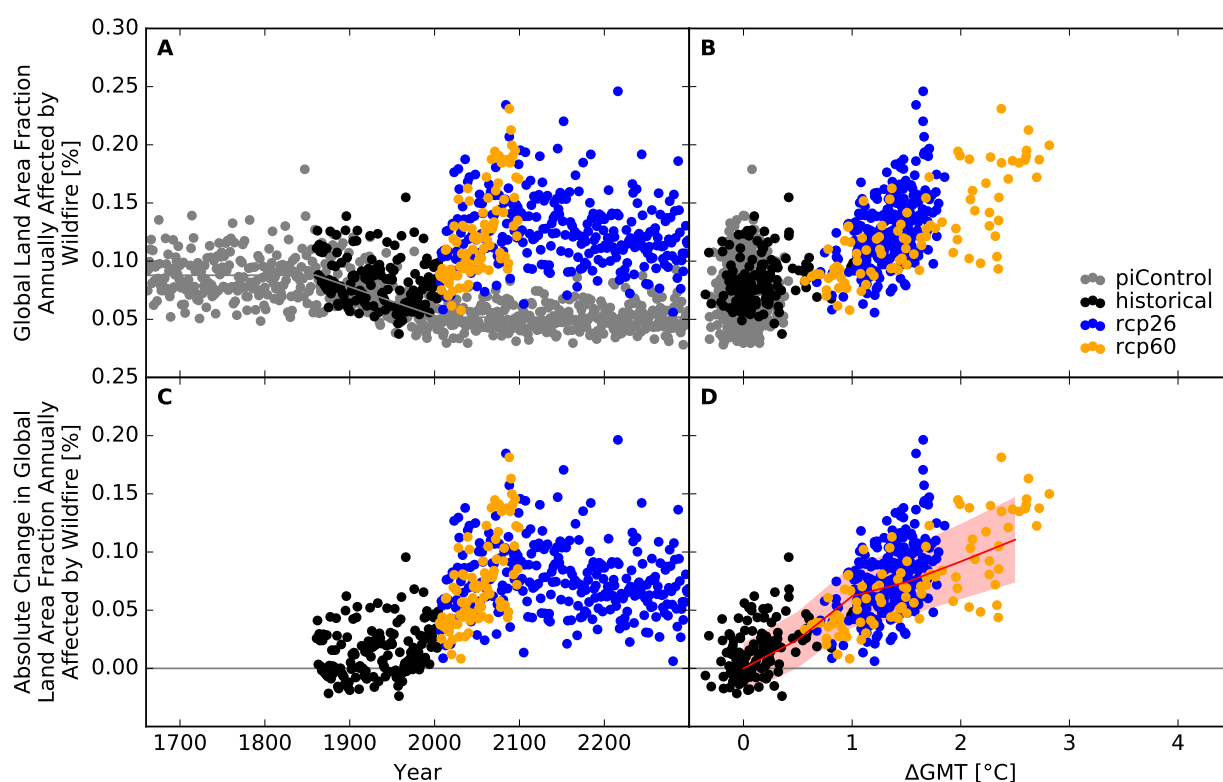 Global Land Area Fraction
Annually Affected by
Wildfire [%]
0.30
0.25
0.20
0.15
0.10
0.05
A
B
piControl
historical
rcp26
rcp60
Absolute Change in Global
Land Area Fraction Annually
Affected by Wildfire [%]
0.25
0.20
0.15
0.10
0.05
0.00
C
D
1700 1800 1900 2000 2100 2200
0 1 2 3 4
Year
ΔGMT [°C]